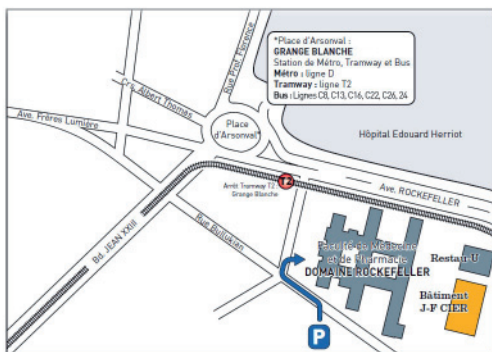 *Place d'Arsonval :
GRANGE BLANCHE
Station de Métro, Tramway et Bus
Métro : ligne D
Tramway : ligne T2
Bus : Lignes C8, C13, C16, C22, C26, 24
Rue Prof. Florence
Crs. Albert Thomas
Ave. Frères Lumière
Place
d'Arsonval*
Hôpital Edouard Herriot
T2
Arrêt Tramway T2
Grange Blanche
Ave. ROCKEFELLER
Bd. JEAN XXIII
Rue Bullukian
Faculté de Médecine
et de Pharmacie
DOMAINE ROCKEFELLER
Restau-U
Bâtiment
J-F CIER
P